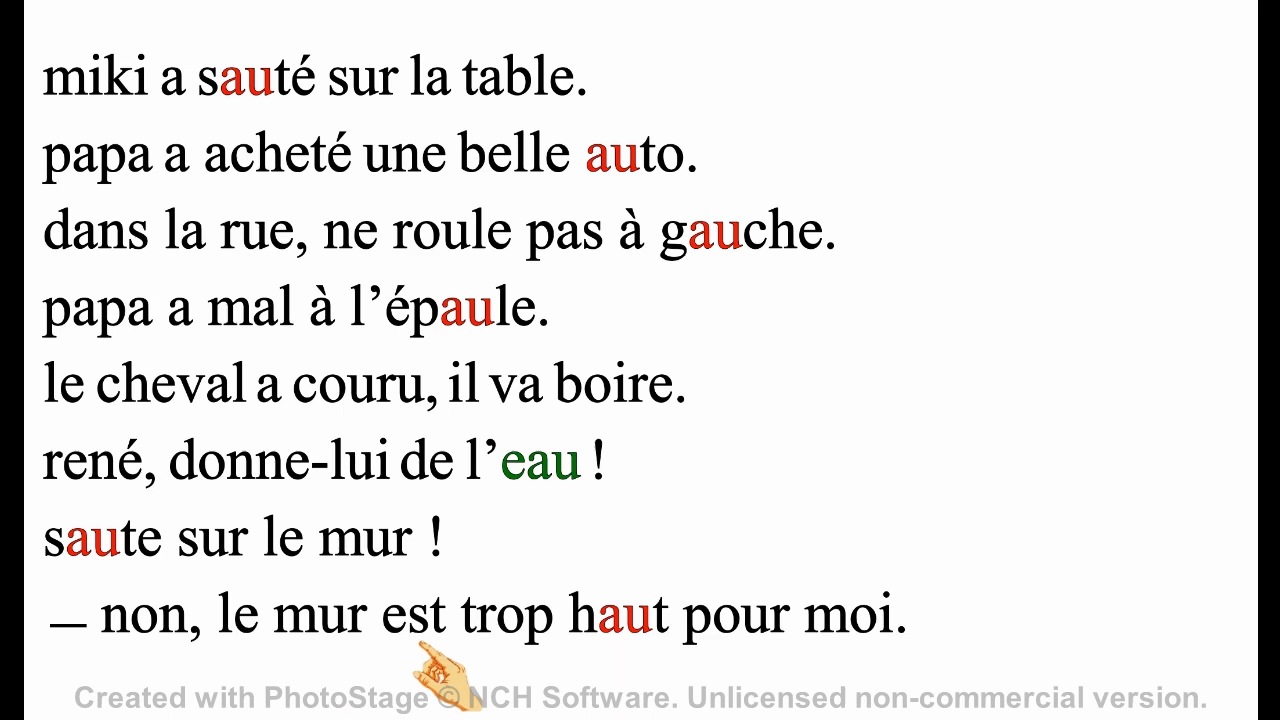 miki a sauté sur la table.
papa a acheté une belle auto.
dans la rue, ne roule pas à gauche.
papa a mal à l’épaule.
le cheval a couru, il va boire.
rené, donne-lui de l’eau !
saute sur le mur !
— non, le mur est trop haut pour moi.
Created with PhotoStage © NCH Software. Unlicensed non-commercial version.